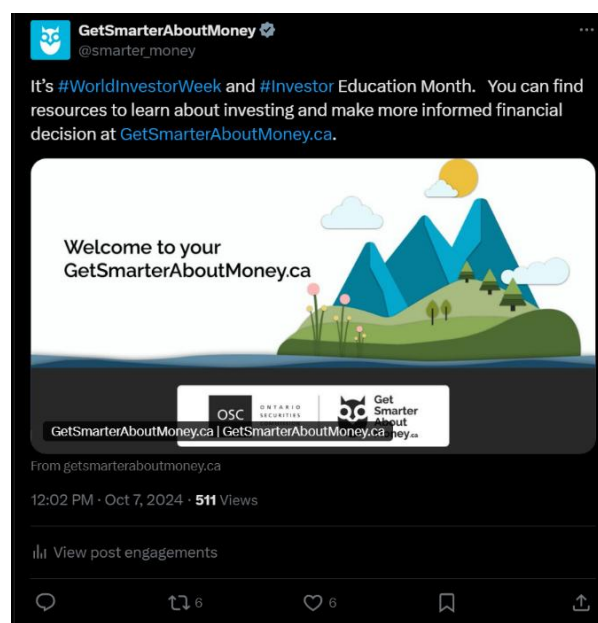 GetSmarterAboutMoney
@smarter_money
It's #WorldInvestorWeek and #Investor Education Month. You can find
resources to learn about investing and make more informed financial
decision at GetSmarterAboutMoney.ca.
Welcome to your
GetSmarterAboutMoney.ca
OSC
ONTARIO
SECURITIES
Get
Smarter
About
ney.ca
GetSmarterAboutMoney.ca | GetSmarterAboutMoney.ca
From getsmarteraboutmoney.ca
12:02 PM · Oct 7, 2024 · 511 Views
View post engagements
6
6